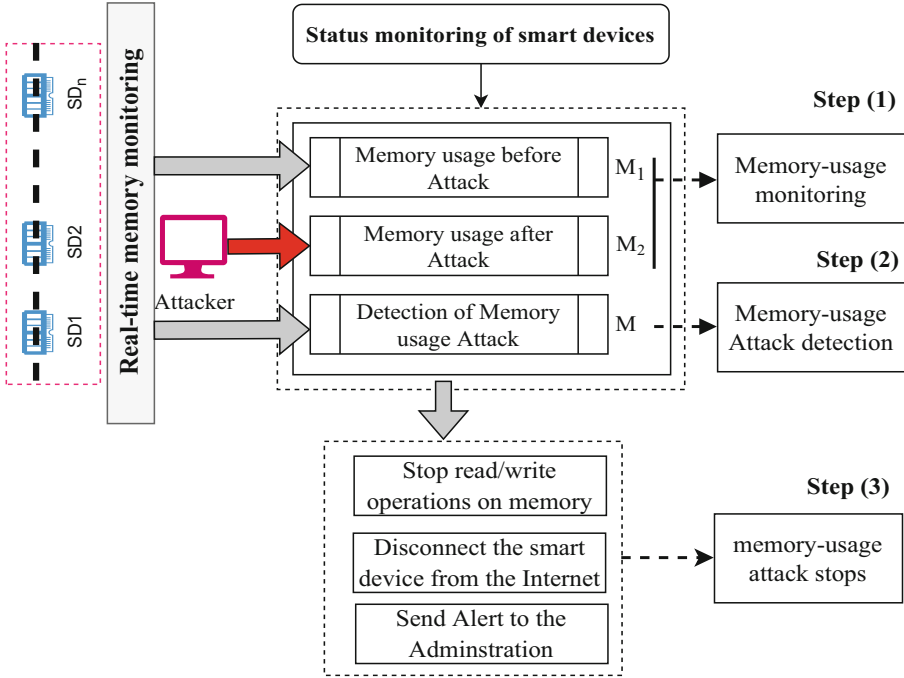 Status monitoring of smart devices
SDₙ
SD2
SD1
Real-time memory monitoring
Attacker
Memory usage before
Attack
M₁
Memory usage after
Attack
M₂
Detection of Memory
usage Attack
M
Step (1)
Memory-usage
monitoring
Step (2)
Memory-usage
Attack detection
Stop read/write
operations on memory
Disconnect the smart
device from the Internet
Send Alert to the
Adminstration
Step (3)
memory-usage
attack stops